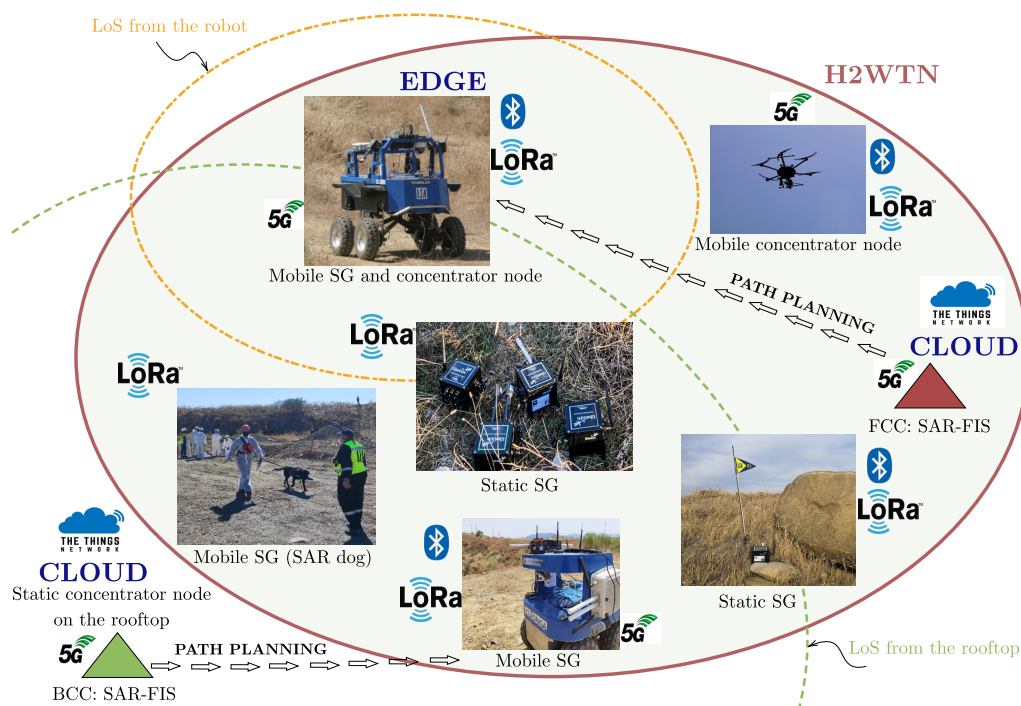 LoS from the robot
EDGE
H2WTN
5G
LoRa
5G
LoRa
5G
Mobile concentrator node
Mobile SG and concentrator node
PATH PLANNING
THE THINGS
NETWORK
CLOUD
5G
FCC: SAR-FIS
LoRa
LoRa
Static SG
LoRa
Mobile SG (SAR dog)
THE THINGS
NETWORK
CLOUD
Static concentrator node
on the rooftop
5G
BCC: SAR-FIS
PATH PLANNING
LoRa
5G
Mobile SG
Static SG
LoS from the rooftop